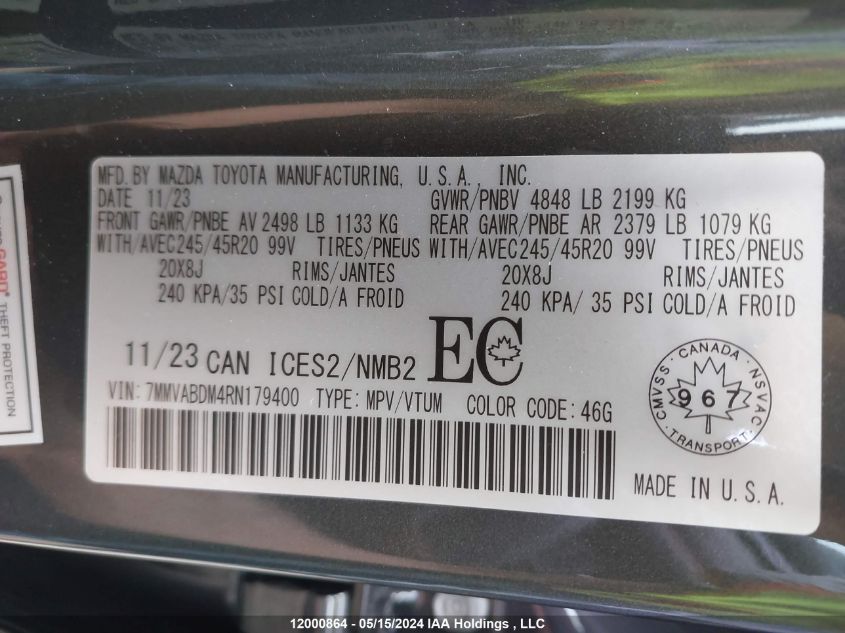 MFD. BY MAZDA TOYOTA MANUFACTURING, U.S.A. INC.
DATE 11/23 GVWR/PNBV 4848 LB 2199 KG
FRONT GAWR/PNBE AV 2498 LB 1133 KG REAR GAWR/PNBE AR 2379 LB 1079 KG
WITH/AVEC245/45R20 99V TIRES/PNEUS WITH/AVEC245/45R20 99V TIRES/PNEUS
20X8J RIMS/JANTES 20X8J RIMS/JANTES
240 KPA/35 PSI COLD/A FROID 240 KPA/ 35 PSI COLD/A FROID
11/23 CAN ICES2/NMB2 EC
VIN: 7MMVABDM4RN179400 TYPE: MPV/VTUM COLOR CODE: 46G
CANADA
CMVSS 967 NSVAC
TRANSPORT
MADE IN U.S.A.
GARD
THEFT PROTECTION
12000864 - 05/15/2024 IAA Holdings , LLC